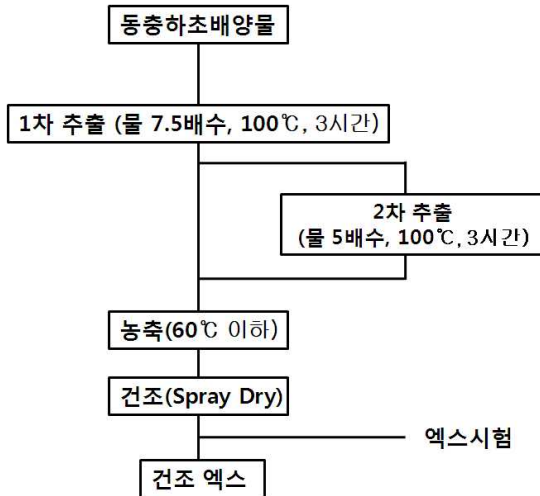 동충하초배양물
1차 추출 (물 7.5배수, 100℃, 3시간)
2차 추출
(물 5배수, 100℃, 3시간)
농축(60℃ 이하)
건조(Spray Dry)
엑스시험
건조 엑스